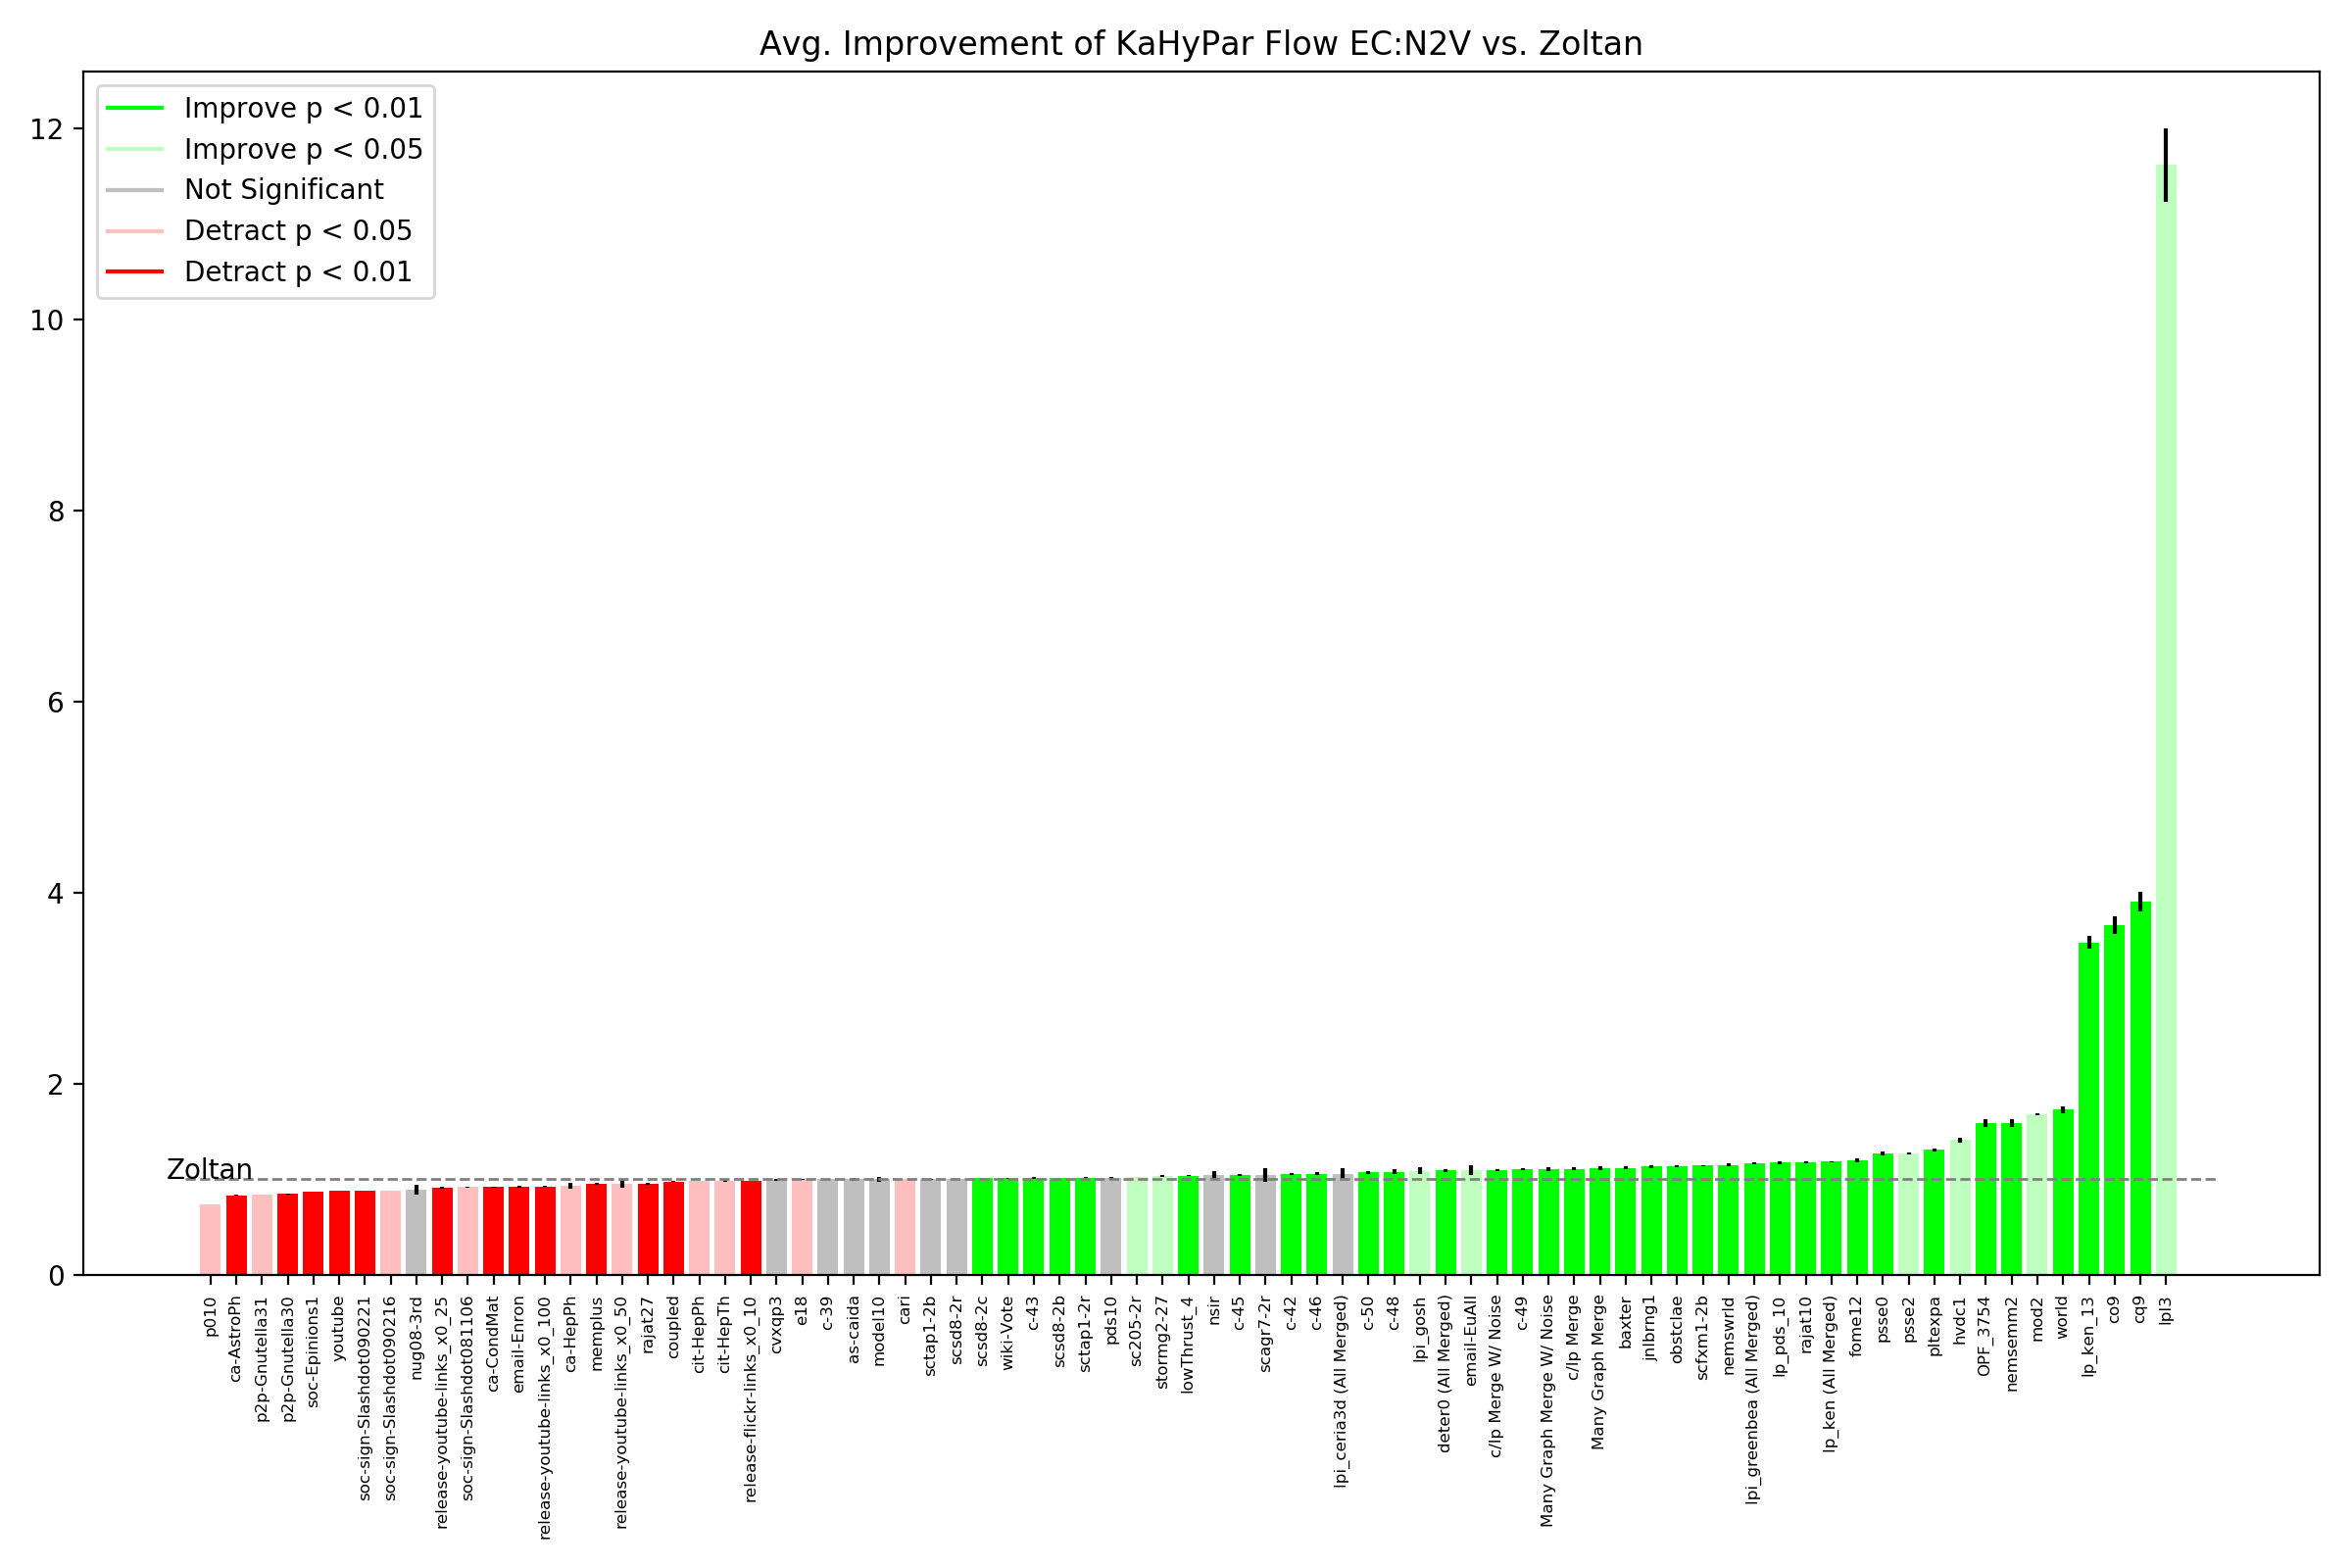 Avg. Improvement of KaHyPar Flow EC:N2V vs. Zoltan
Improve p < 0.01
Improve p < 0.05
Not Significant
Detract p < 0.05
Detract p < 0.01
12
10
8
6
4
2
0
Zoltan
p010
ca-AstroPh
p2p-Gnutella31
p2p-Gnutella30
soc-Epinions1
youtube
soc-sign-Slashdot090221
soc-sign-Slashdot090216
nug08-3rd
release-youtube-links_x0_25
soc-sign-Slashdot081106
ca-CondMat
email-Enron
release-youtube-links_x0_100
ca-HepPh
memplus
release-youtube-links_x0_50
rajat27
coupled
cit-HepPh
cit-HepTh
release-flickr-links_x0_10
cvxqp3
e18
c-39
as-caida
model10
cari
sctap1-2b
scsd8-2r
scsd8-2c
wiki-Vote
c-43
scsd8-2b
sctap1-2r
pds10
sc205-2r
stormg2-27
lowThrust_4
nsir
c-45
scagr7-2r
c-42
c-46
lpi_ceria3d (All Merged)
c-50
c-48
lpi_gosh
deter0 (All Merged)
email-EuAll
c/lp Merge W/ Noise
c-49
Many Graph Merge W/ Noise
c/lp Merge
Many Graph Merge
baxter
jnlbrng1
obstclae
scfxm1-2b
nemswrld
lpi_greenbea (All Merged)
lp_pds_10
rajat10
lp_ken (All Merged)
fome12
psse0
psse2
pltexpa
hvdc1
OPF_3754
nemsemm2
mod2
world
lp_ken_13
co9
cq9
lpl3